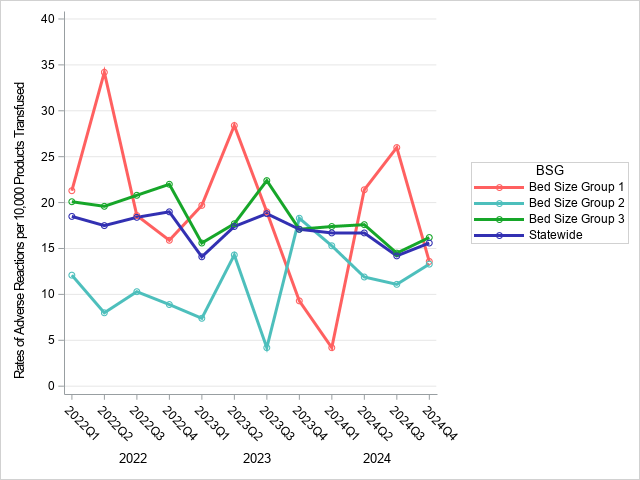 Rates of Adverse Reactions per 10,000 Products Transfused
40
35
30
25
20
15
10
5
0
2022Q1
2022Q2
2022Q3
2022Q4
2023Q1
2023Q2
2023Q3
2023Q4
2024Q1
2024Q2
2024Q3
2024Q4
2022
2023
2024
BSG
Bed Size Group 1
Bed Size Group 2
Bed Size Group 3
Statewide